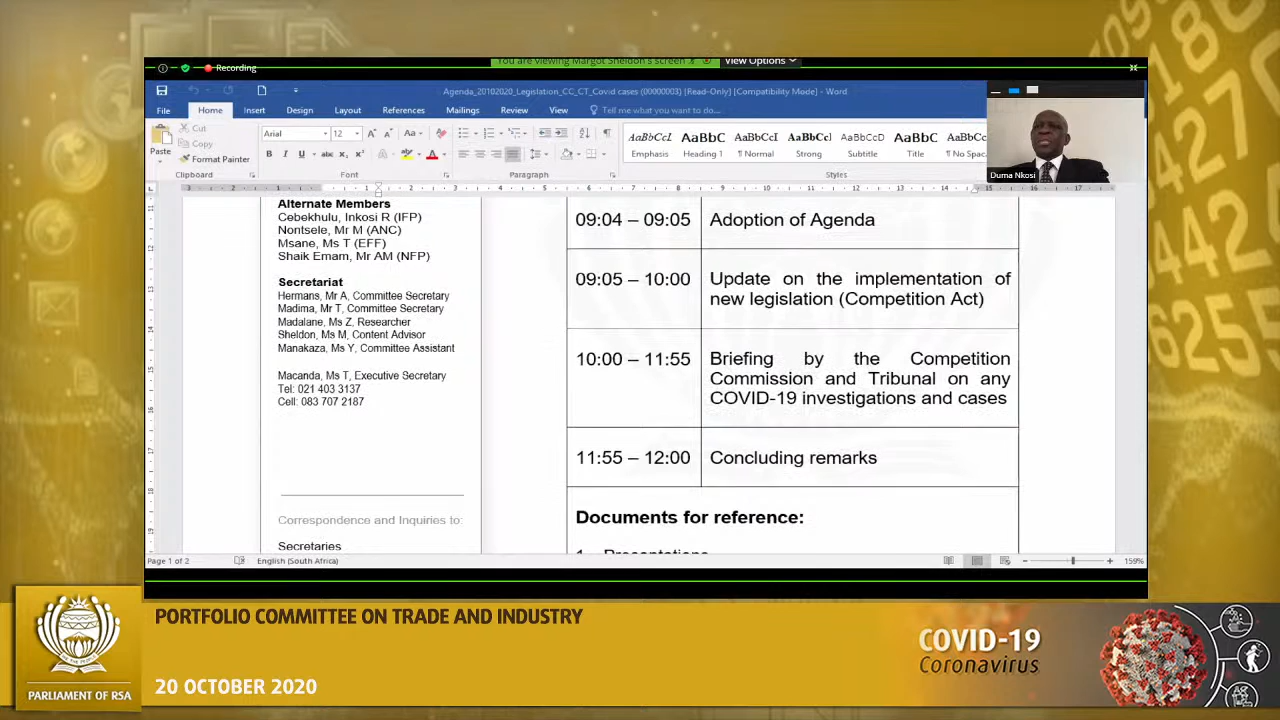 Recording
You are viewing Margot Sheldon's screen
View Options
Agenda_20102020_Legislation_CC_CT_Covid cases (00000003) [Read-Only] [Compatibility Mode] - Word
File Home Insert Design Layout References Mailings Review View Tell me what you want to do...
Paste
Cut
Copy
Format Painter
Clipboard
Arial 12
Font
Paragraph
AaBbCcI AaBbC AaBbCcI AaBbCcI AaBbCcD AaBbC AaBbCc
Emphasis Heading 1 ¶ Normal Strong Subtitle Title ¶ No Spac...
Styles
Duma Nkosi
Alternate Members
Cebekhulu, Inkosi R (IFP)
Nontsele, Mr M (ANC)
Msane, Ms T (EFF)
Shaik Emam, Mr AM (NFP)
Secretariat
Hermans, Mr A, Committee Secretary
Madima, Mr T, Committee Secretary
Madalane, Ms Z, Researcher
Sheldon, Ms M, Content Advisor
Manakaza, Ms Y, Committee Assistant
Macanda, Ms T, Executive Secretary
Tel: 021 403 3137
Cell: 083 707 2187
Correspondence and Inquiries to:
Secretaries
09:04 – 09:05 Adoption of Agenda
09:05 – 10:00 Update on the implementation of
new legislation (Competition Act)
10:00 – 11:55 Briefing by the Competition
Commission and Tribunal on any
COVID-19 investigations and cases
11:55 – 12:00 Concluding remarks
Documents for reference:
1. Presentations
Page 1 of 2 English (South Africa)
159%
PORTFOLIO COMMITTEE ON TRADE AND INDUSTRY
20 OCTOBER 2020
PARLIAMENT OF RSA
COVID-19
Coronavirus